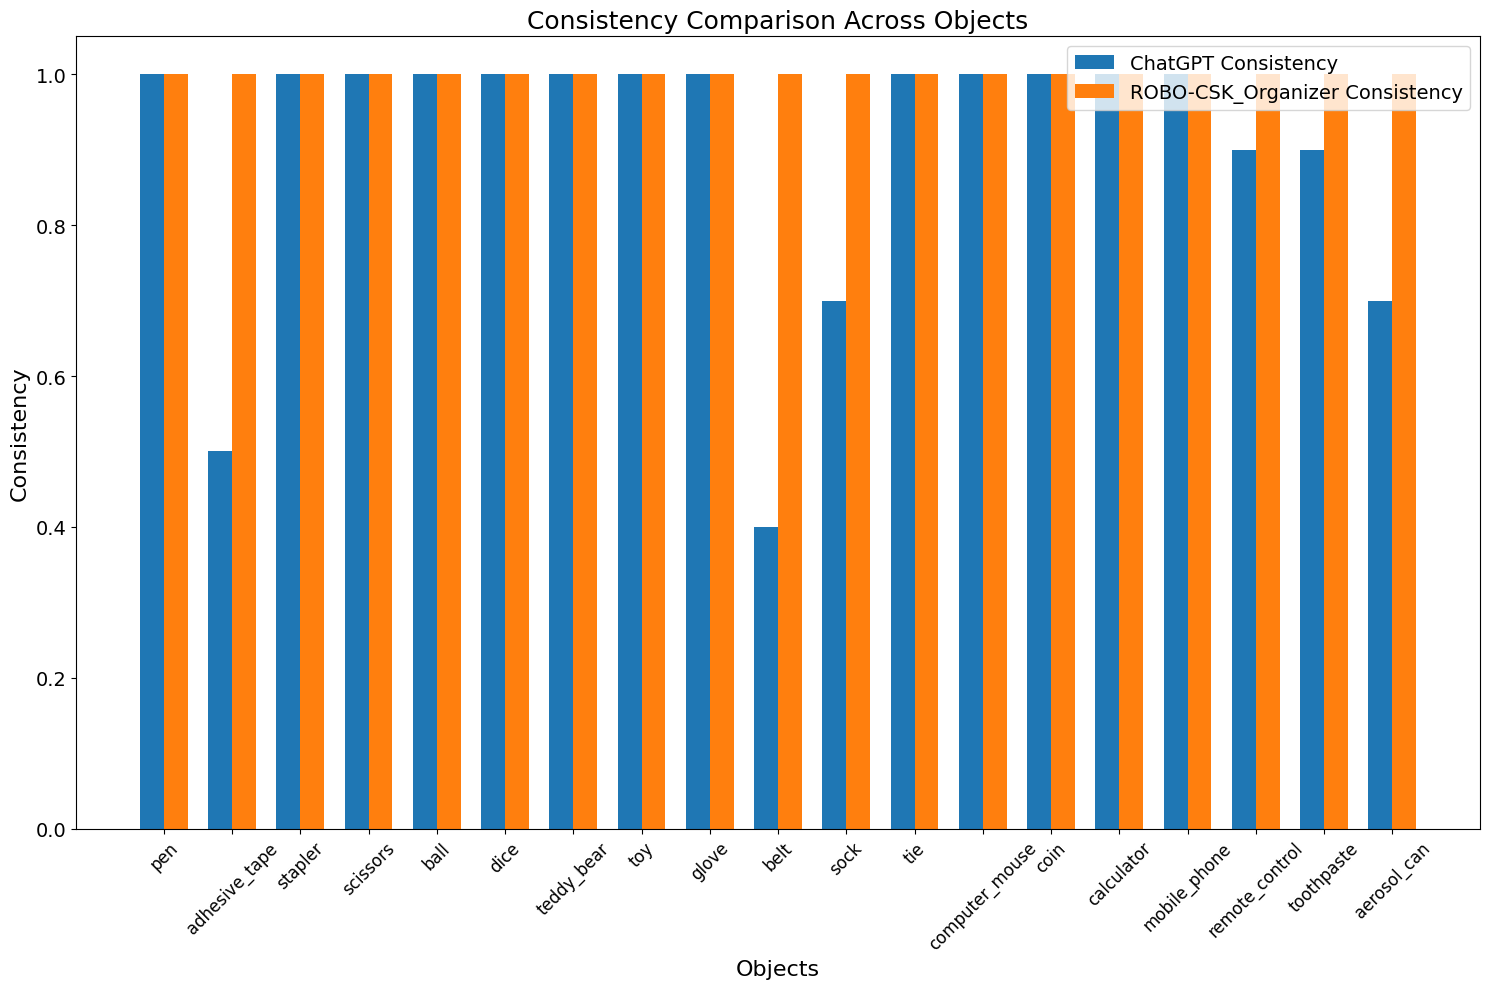 Consistency Comparison Across Objects
ChatGPT Consistency
ROBO-CSK_Organizer Consistency
1.0
0.8
0.6
0.4
0.2
0.0
Consistency
pen
adhesive_tape
stapler
scissors
ball
dice
teddy_bear
toy
glove
belt
sock
tie
computer_mouse
coin
calculator
mobile_phone
remote_control
toothpaste
aerosol_can
Objects